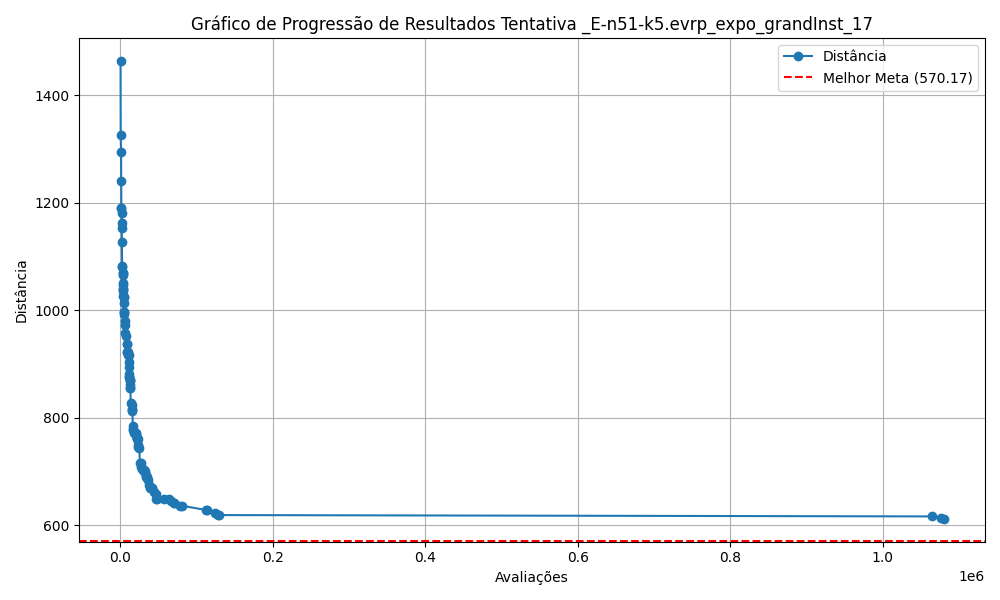 Gráfico de Progressão de Resultados Tentativa _E-n51-k5.evrp_expo_grandInst_17
Distância
Melhor Meta (570.17)
1400
1200
1000
800
600
Distância
0.0
0.2
0.4
0.6
0.8
1.0
1e6
Avaliações